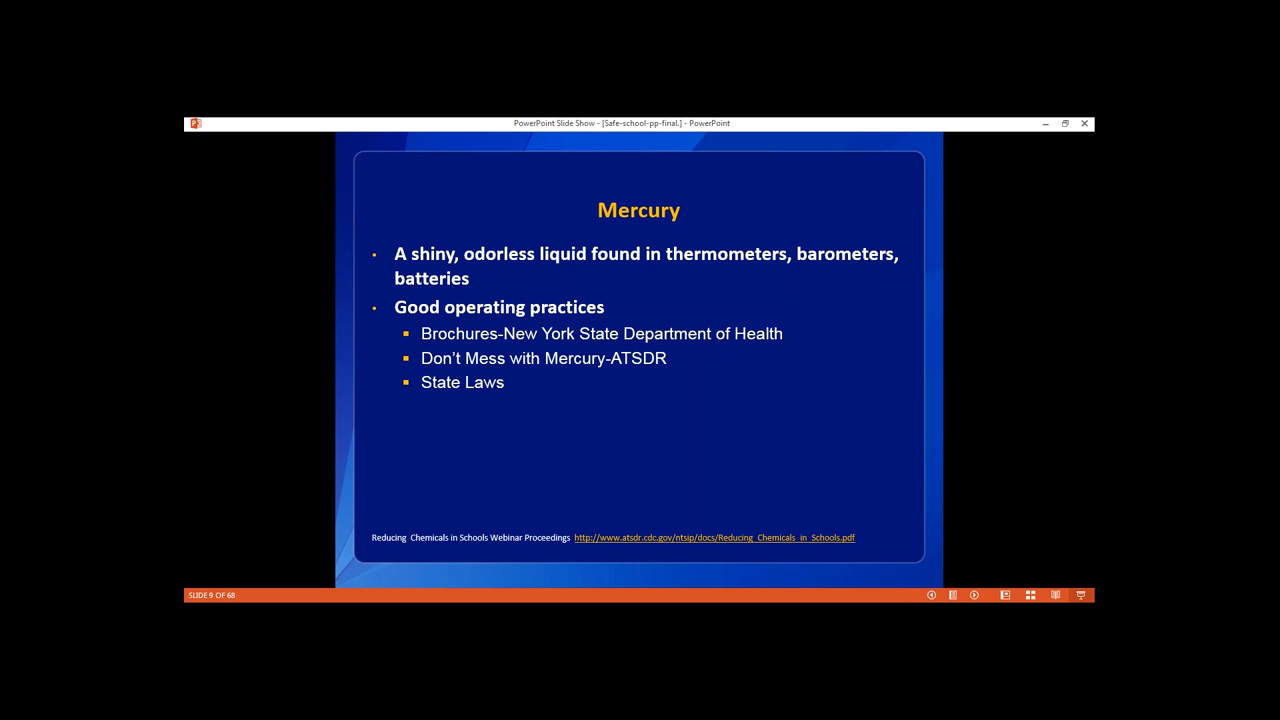 PowerPoint Slide Show - [Safe-school-pp-final.] - PowerPoint
Mercury
• A shiny, odorless liquid found in thermometers, barometers,
batteries
• Good operating practices
▪ Brochures-New York State Department of Health
▪ Don’t Mess with Mercury-ATSDR
▪ State Laws
Reducing Chemicals in Schools Webinar Proceedings http://www.atsdr.cdc.gov/ntsip/docs/Reducing_Chemicals_in_Schools.pdf
SLIDE 9 OF 68